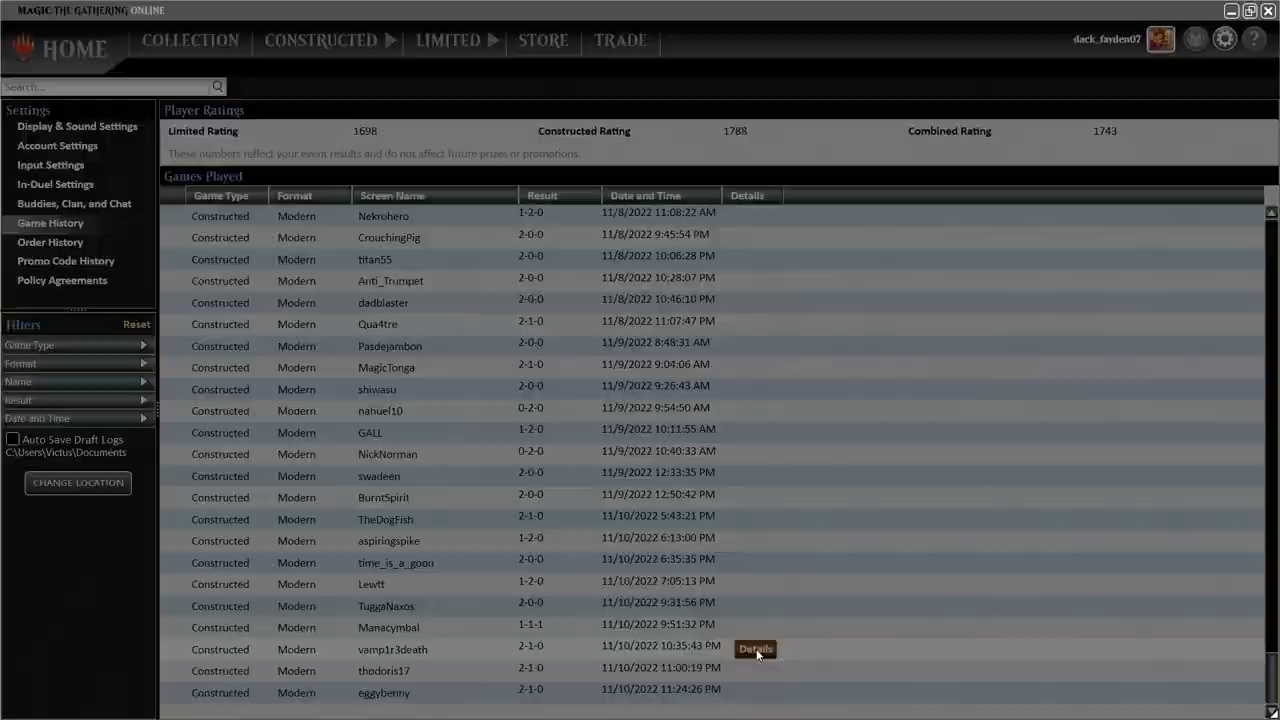 MAGIC: THE GATHERING ONLINE
HOME COLLECTION CONSTRUCTED LIMITED STORE TRADE dack_fayden07 ?
Search...
Settings
Display & Sound Settings
Account Settings
Input Settings
In-Duel Settings
Buddies, Clan, and Chat
Game History
Order History
Promo Code History
Policy Agreements
Filters Reset
Game Type
Format
Name
Result
Date and Time
Auto Save Draft Logs
C:\Users\Victus\Documents
CHANGE LOCATION
Player Ratings
Limited Rating 1698 Constructed Rating 1788 Combined Rating 1743
These numbers reflect your event results and do not affect future prizes or promotions.
Games Played
Game Type Format Screen Name Result Date and Time Details
Constructed Modern Nekrohero 1-2-0 11/8/2022 11:08:22 AM
Constructed Modern CrouchingPig 2-0-0 11/8/2022 9:45:54 PM
Constructed Modern titan55 2-0-0 11/8/2022 10:06:28 PM
Constructed Modern Anti_Trumpet 2-0-0 11/8/2022 10:28:07 PM
Constructed Modern dadblaster 2-0-0 11/8/2022 10:46:10 PM
Constructed Modern Qua4tre 2-1-0 11/8/2022 11:07:47 PM
Constructed Modern Pasdejambon 2-0-0 11/9/2022 8:48:31 AM
Constructed Modern MagicTonga 2-1-0 11/9/2022 9:04:06 AM
Constructed Modern shiwasu 2-0-0 11/9/2022 9:26:43 AM
Constructed Modern nahuel10 0-2-0 11/9/2022 9:54:50 AM
Constructed Modern GALL 1-2-0 11/9/2022 10:11:55 AM
Constructed Modern NickNorman 0-2-0 11/9/2022 10:40:33 AM
Constructed Modern swadeen 2-0-0 11/9/2022 12:33:35 PM
Constructed Modern BurntSpirit 2-0-0 11/9/2022 12:50:42 PM
Constructed Modern TheDogFish 2-1-0 11/10/2022 5:43:21 PM
Constructed Modern aspiringspike 1-2-0 11/10/2022 6:13:00 PM
Constructed Modern time_is_a_goon 2-0-0 11/10/2022 6:35:35 PM
Constructed Modern Lewtt 1-2-0 11/10/2022 7:05:13 PM
Constructed Modern TuggaNaxos 2-0-0 11/10/2022 9:31:56 PM
Constructed Modern Manacymbal 1-1-1 11/10/2022 9:51:32 PM
Constructed Modern vamp1r3death 2-1-0 11/10/2022 10:35:43 PM Details
Constructed Modern thodoris17 2-1-0 11/10/2022 11:00:19 PM
Constructed Modern eggybenny 2-1-0 11/10/2022 11:24:26 PM